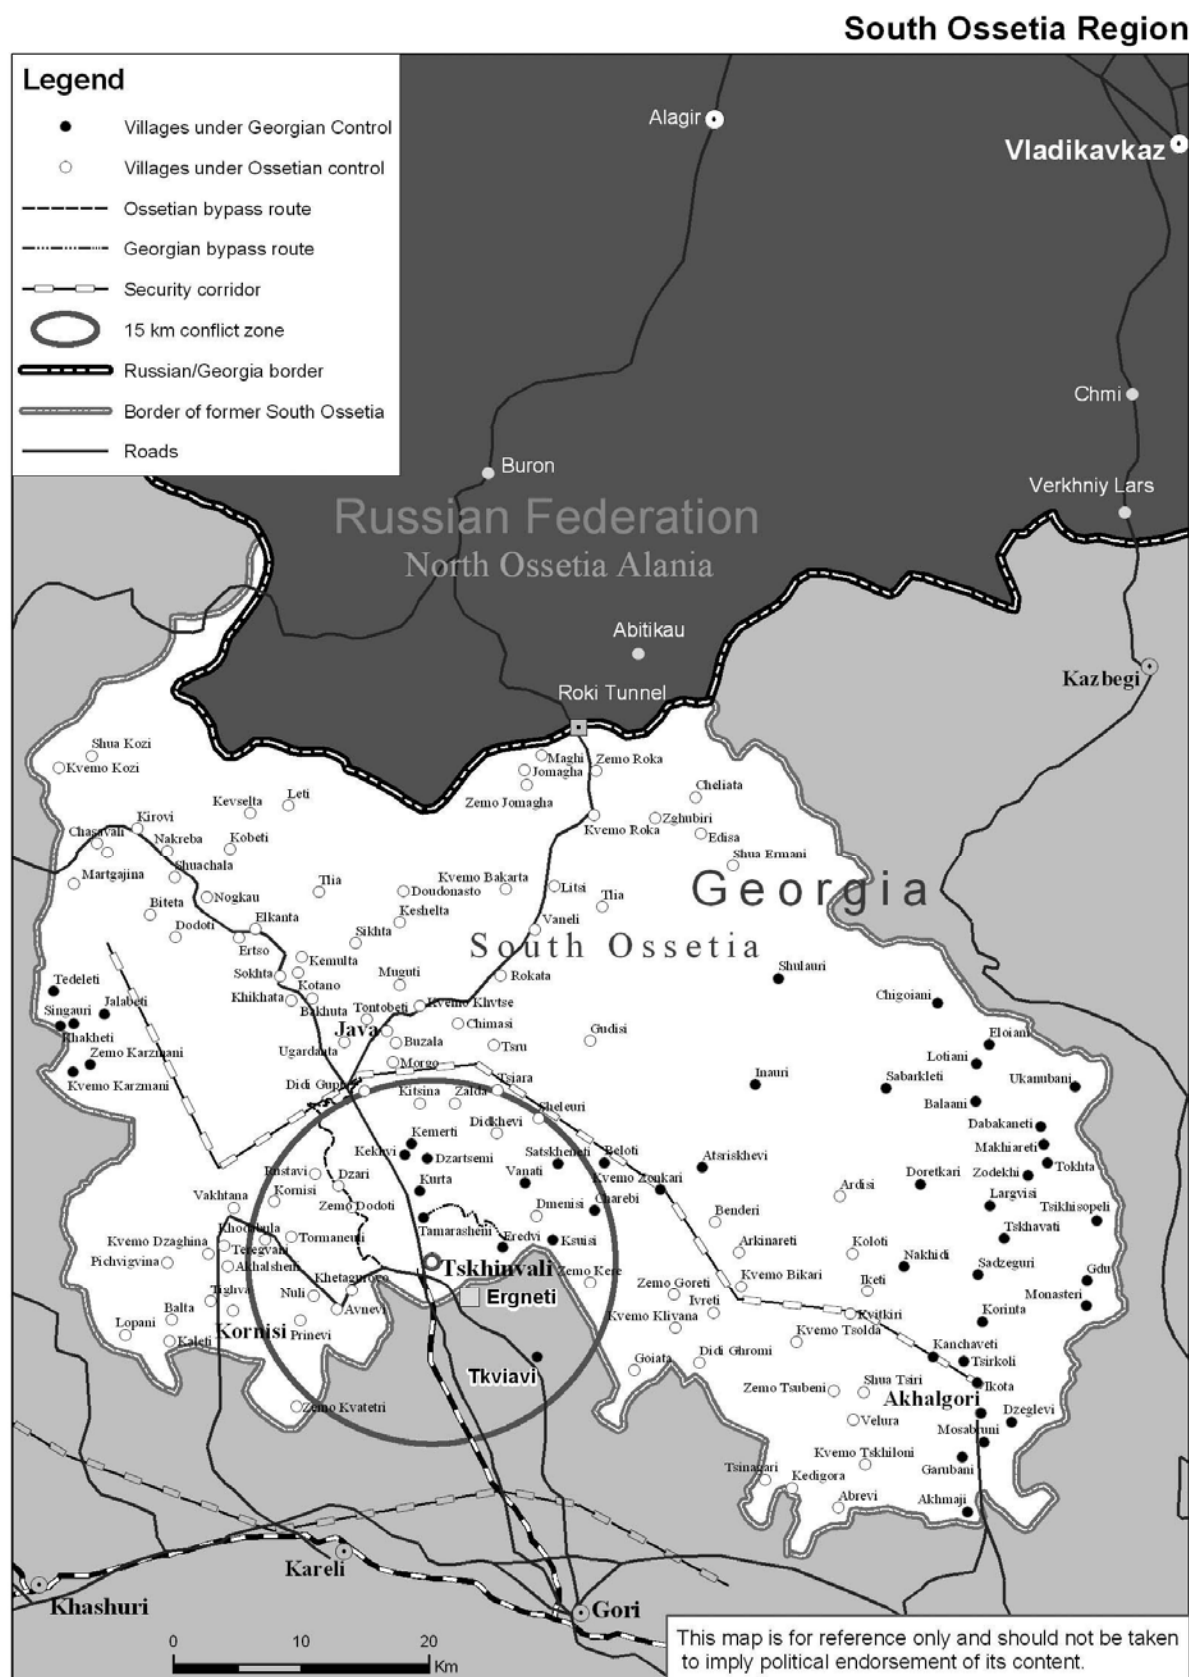 South Ossetia Region
Legend
Villages under Georgian Control
Villages under Ossetian control
Ossetian bypass route
Georgian bypass route
Security corridor
15 km conflict zone
Russian/Georgia border
Border of former South Ossetia
Roads
Alagir
Vladikavkaz
Chmi
Buron
Verkhniy Lars
Russian Federation
North Ossetia Alania
Abitikau
Kazbegi
Roki Tunnel
Shua Kozi
Kvemo Kozi
Maghi
Zemo Roka
Jomagha
Zemo Jomagha
Cheliata
Leti
Kevselta
Kirovi
Kvemo Roka
Zghubiri
Edisa
Chasavali
Nakreba
Kobeti
Shuachala
Martgajina
Shua Ermani
Georgia
Nogkau
Tlia
Doudonasto
Kvemo Bakarta
Litsi
Tlia
Biteta
Elkanta
Keshelta
Vaneli
Dodoti
Ertso
Sikhta
South Ossetia
Kemulta
Sokhta
Muguti
Rokata
Shulauri
Tedeleti
Kotano
Khikhata
Bakhuta
Tontobeti
Kvemo Khvtse
Chigoiani
Jalabeti
Singauri
Khakheti
Java
Chimasi
Gudisi
Eloiani
Zemo Karzmani
Ugardanta
Buzala
Tsru
Lotiani
Kvemo Karzmani
Morgo
Didi Gupta
Kitsina
Zalda
Tsiara
Inauri
Sabarkleti
Ukanubani
Balaani
Sheleuri
Didkhevi
Dabakaneti
Kemerti
Makhiareti
Kekhvi
Dzartsemi
Satskheneti
Beloti
Atsriskhevi
Tokhta
Rustavi
Dzari
Vanati
Kvemo Zonkari
Doretkari
Zodekhi
Kurta
Ardisi
Vakhtana
Kornisi
Zemo Dodoti
Dmenisi
Charebi
Largvisi
Tsikhisopeli
Khodabula
Tamarasheni
Eredvi
Benderi
Tskhavati
Kvemo Dzaghina
Teregvani
Tormaneuli
Ksuisi
Arkinareti
Koloti
Nakhidi
Pichvigvina
Akhalsheni
Tskhinvali
Sadzeguri
Gdu
Khetagurovo
Zemo Kere
Zemo Goreti
Kvemo Bikari
Iketi
Tighva
Nuli
Ergneti
Monasteri
Balta
Avnevi
Ivreti
Kvitkiri
Korinta
Lopani
Kaleti
Kornisi
Prinevi
Kvemo Klivana
Kvemo Tsolda
Didi Ghromi
Kanchaveti
Tsirkoli
Goiata
Tkviavi
Zemo Tsubeni
Shua Tsiri
Akhalgori
Ikota
Zemo Kvatetri
Velura
Dzeglevi
Mosabruni
Kvemo Tskhiloni
Garubani
Tsinagari
Kedigora
Abrevi
Akhmaji
Kareli
Khashuri
Gori
0 10 20
Km
This map is for reference only and should not be taken
to imply political endorsement of its content.